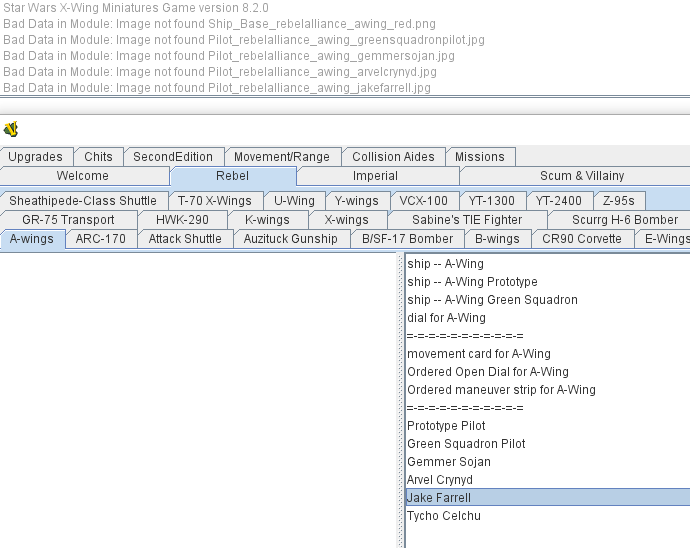 Star Wars X-Wing Miniatures Game version 8.2.0
Bad Data in Module: Image not found Ship_Base_rebelalliance_awing_red.png
Bad Data in Module: Image not found Pilot_rebelalliance_awing_greensquadronpilot.jpg
Bad Data in Module: Image not found Pilot_rebelalliance_awing_gemmersojan.jpg
Bad Data in Module: Image not found Pilot_rebelalliance_awing_arvelcrynyd.jpg
Bad Data in Module: Image not found Pilot_rebelalliance_awing_jakefarrell.jpg
Upgrades Chits SecondEdition Movement/Range Collision Aides Missions
Welcome Rebel Imperial Scum & Villainy
Sheathipede-Class Shuttle T-70 X-Wings U-Wing Y-wings VCX-100 YT-1300 YT-2400 Z-95s
GR-75 Transport HWK-290 K-wings X-wings Sabine's TIE Fighter Scurrg H-6 Bomber
A-wings ARC-170 Attack Shuttle Auzituck Gunship B/SF-17 Bomber B-wings CR90 Corvette E-Wings
ship -- A-Wing
ship -- A-Wing Prototype
ship -- A-Wing Green Squadron
dial for A-Wing
=-=-=-=-=-=-=-=-=-=-=
movement card for A-Wing
Ordered Open Dial for A-Wing
Ordered maneuver strip for A-Wing
=-=-=-=-=-=-=-=-=-=-=
Prototype Pilot
Green Squadron Pilot
Gemmer Sojan
Arvel Crynyd
Jake Farrell
Tycho Celchu